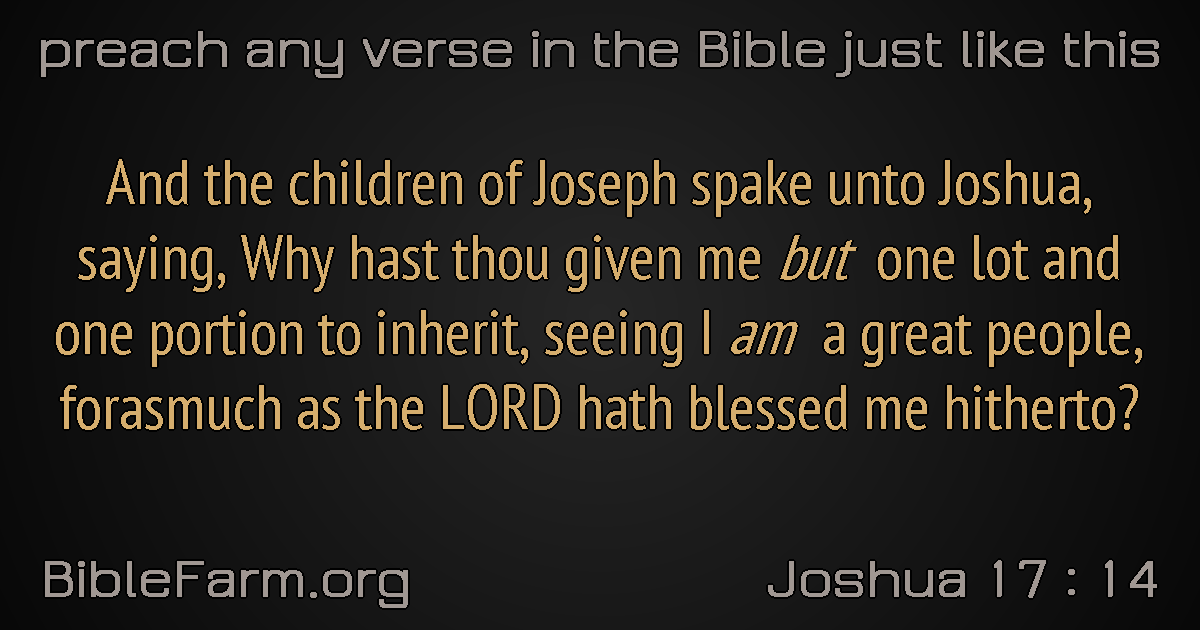 preach any verse in the Bible just like this
And the children of Joseph spake unto Joshua,
saying, Why hast thou given me but one lot and
one portion to inherit, seeing I am a great people,
forasmuch as the LORD hath blessed me hitherto?
BibleFarm.org
Joshua 17 : 14